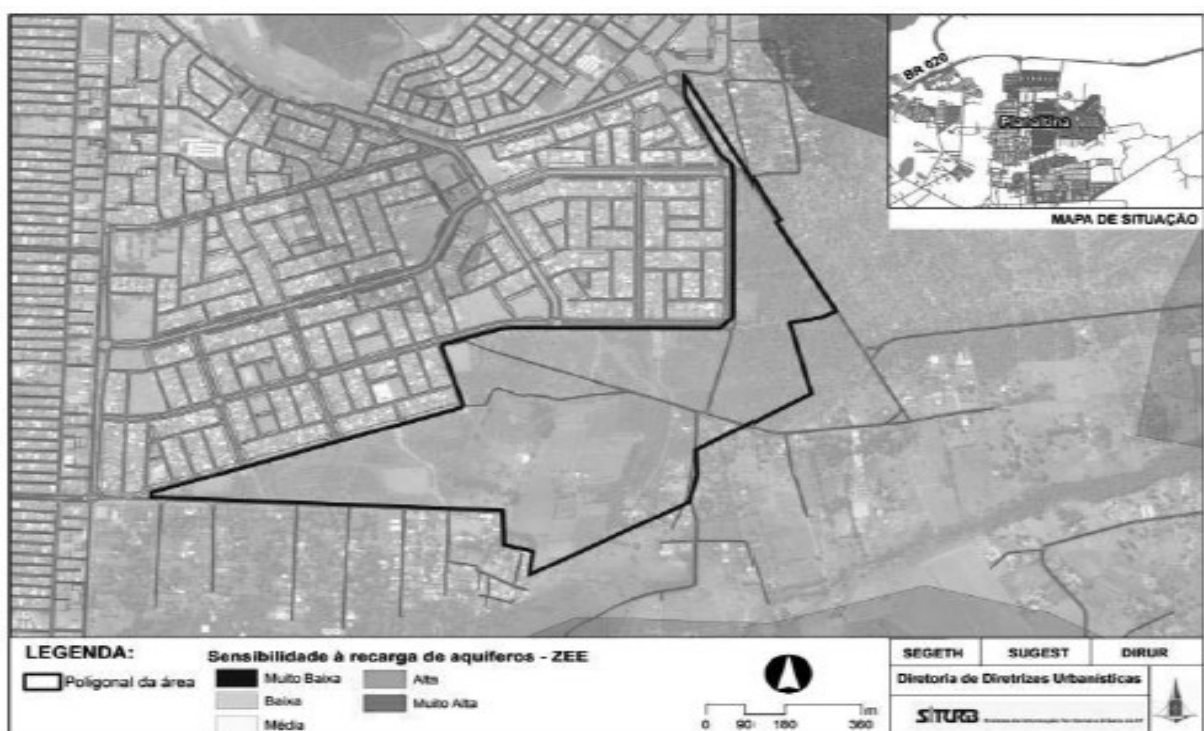 BR 020
Planaltina
MAPA DE SITUAÇÃO
LEGENDA:
Poligonal da área
Sensibilidade à recarga de aquíferos - ZEE
Muito Baixa
Baixa
Média
Alta
Muito Alta
0 90 180 360 m
SEGETH SUGEST DIRUR
Diretoria de Diretrizes Urbanísticas
SITURB